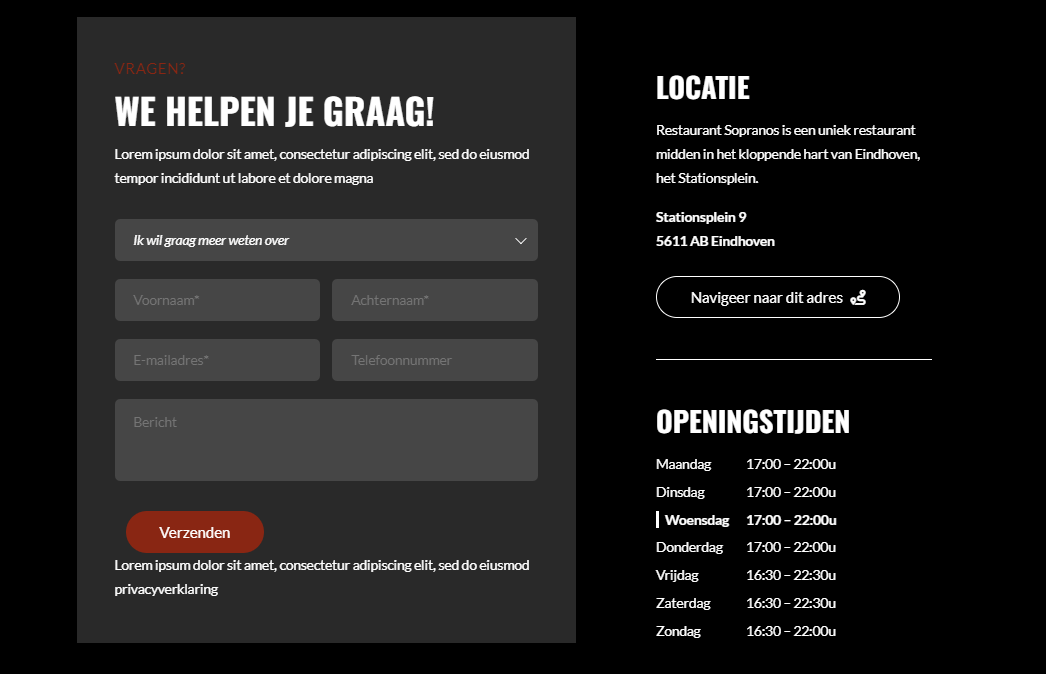 VRAGEN?
WE HELPEN JE GRAAG!
Lorem ipsum dolor sit amet, consectetur adipiscing elit, sed do eiusmod
tempor incididunt ut labore et dolore magna
Ik wil graag meer weten over
Voornaam*
Achternaam*
E-mailadres*
Telefoonnummer
Bericht
Verzenden
Lorem ipsum dolor sit amet, consectetur adipiscing elit, sed do eiusmod
privacyverklaring
LOCATIE
Restaurant Sopranos is een uniek restaurant
midden in het kloppende hart van Eindhoven,
het Stationsplein.
Stationsplein 9
5611 AB Eindhoven
Navigeer naar dit adres
OPENINGSTIJDEN
Maandag 17:00 – 22:00u
Dinsdag 17:00 – 22:00u
Woensdag 17:00 – 22:00u
Donderdag 17:00 – 22:00u
Vrijdag 16:30 – 22:30u
Zaterdag 16:30 – 22:30u
Zondag 16:30 – 22:00u